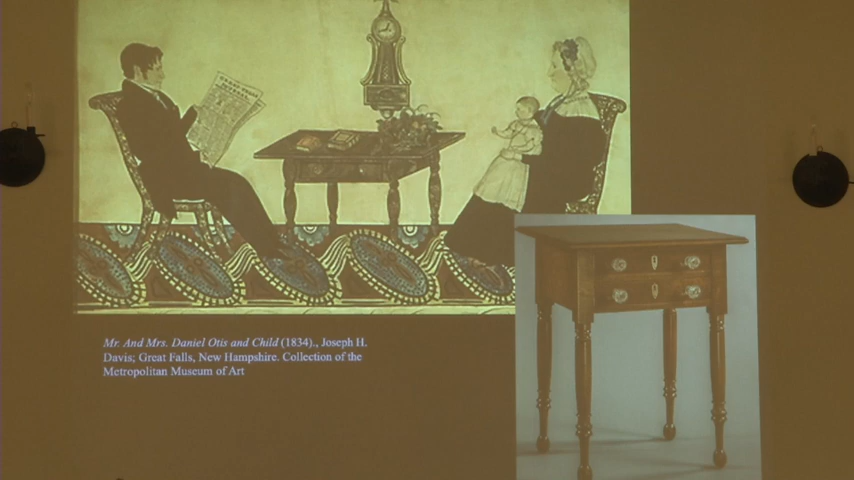 Mr. And Mrs. Daniel Otis and Child (1834)., Joseph H.
Davis; Great Falls, New Hampshire. Collection of the
Metropolitan Museum of Art